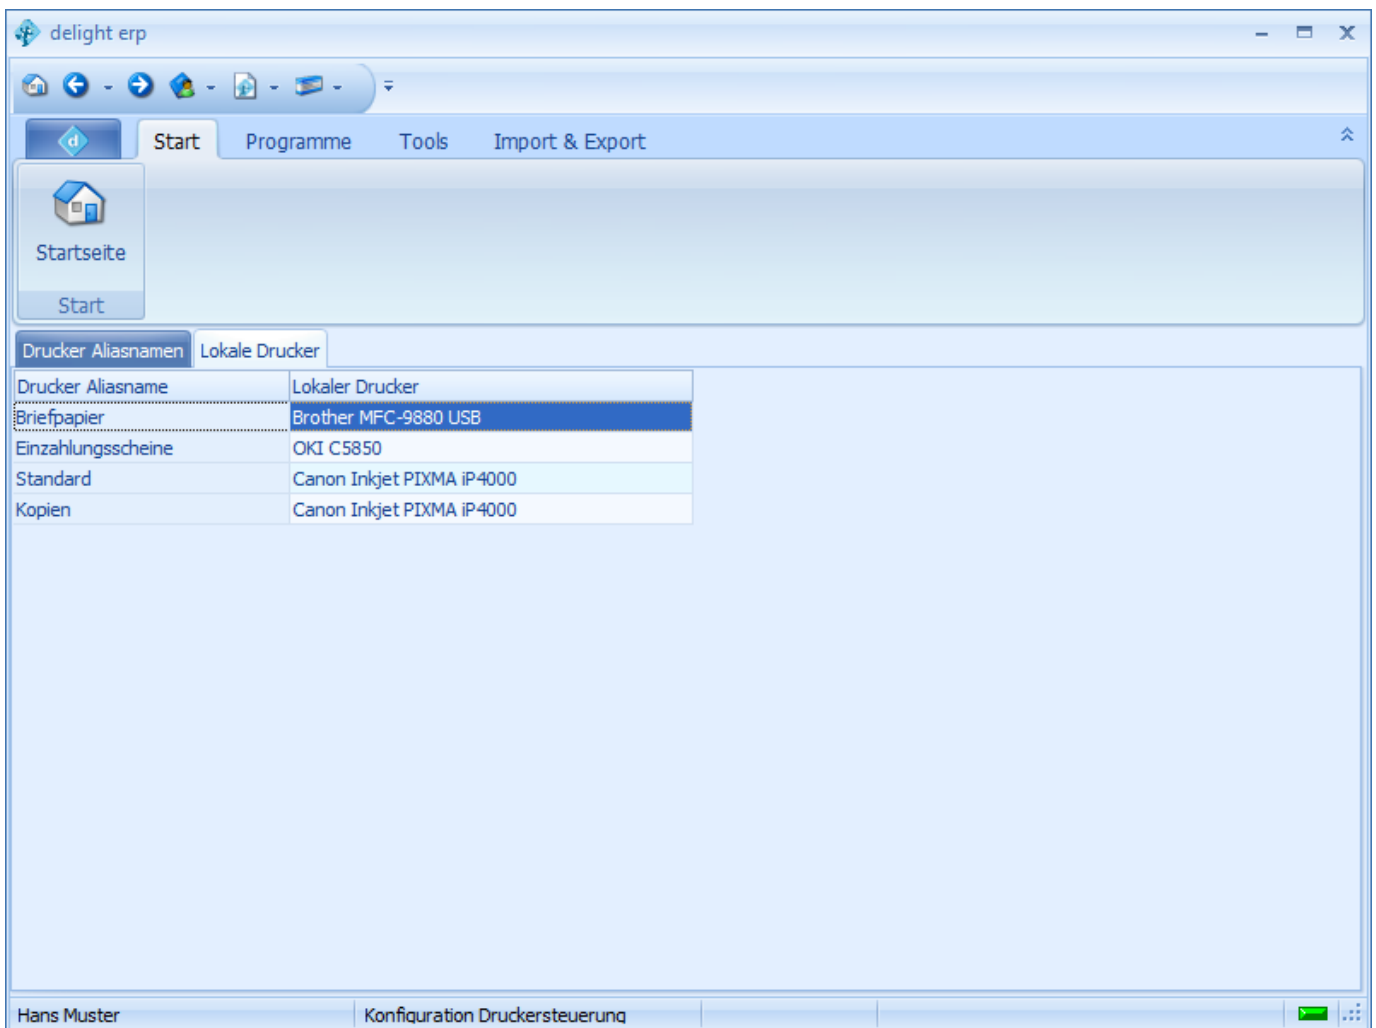 delight erp
Start Programme Tools Import & Export
Startseite
Start
Drucker Aliasnamen Lokale Drucker
Drucker Aliasname Lokaler Drucker
Briefpapier Brother MFC-9880 USB
Einzahlungsscheine OKI C5850
Standard Canon Inkjet PIXMA iP4000
Kopien Canon Inkjet PIXMA iP4000
Hans Muster Konfiguration Druckersteuerung